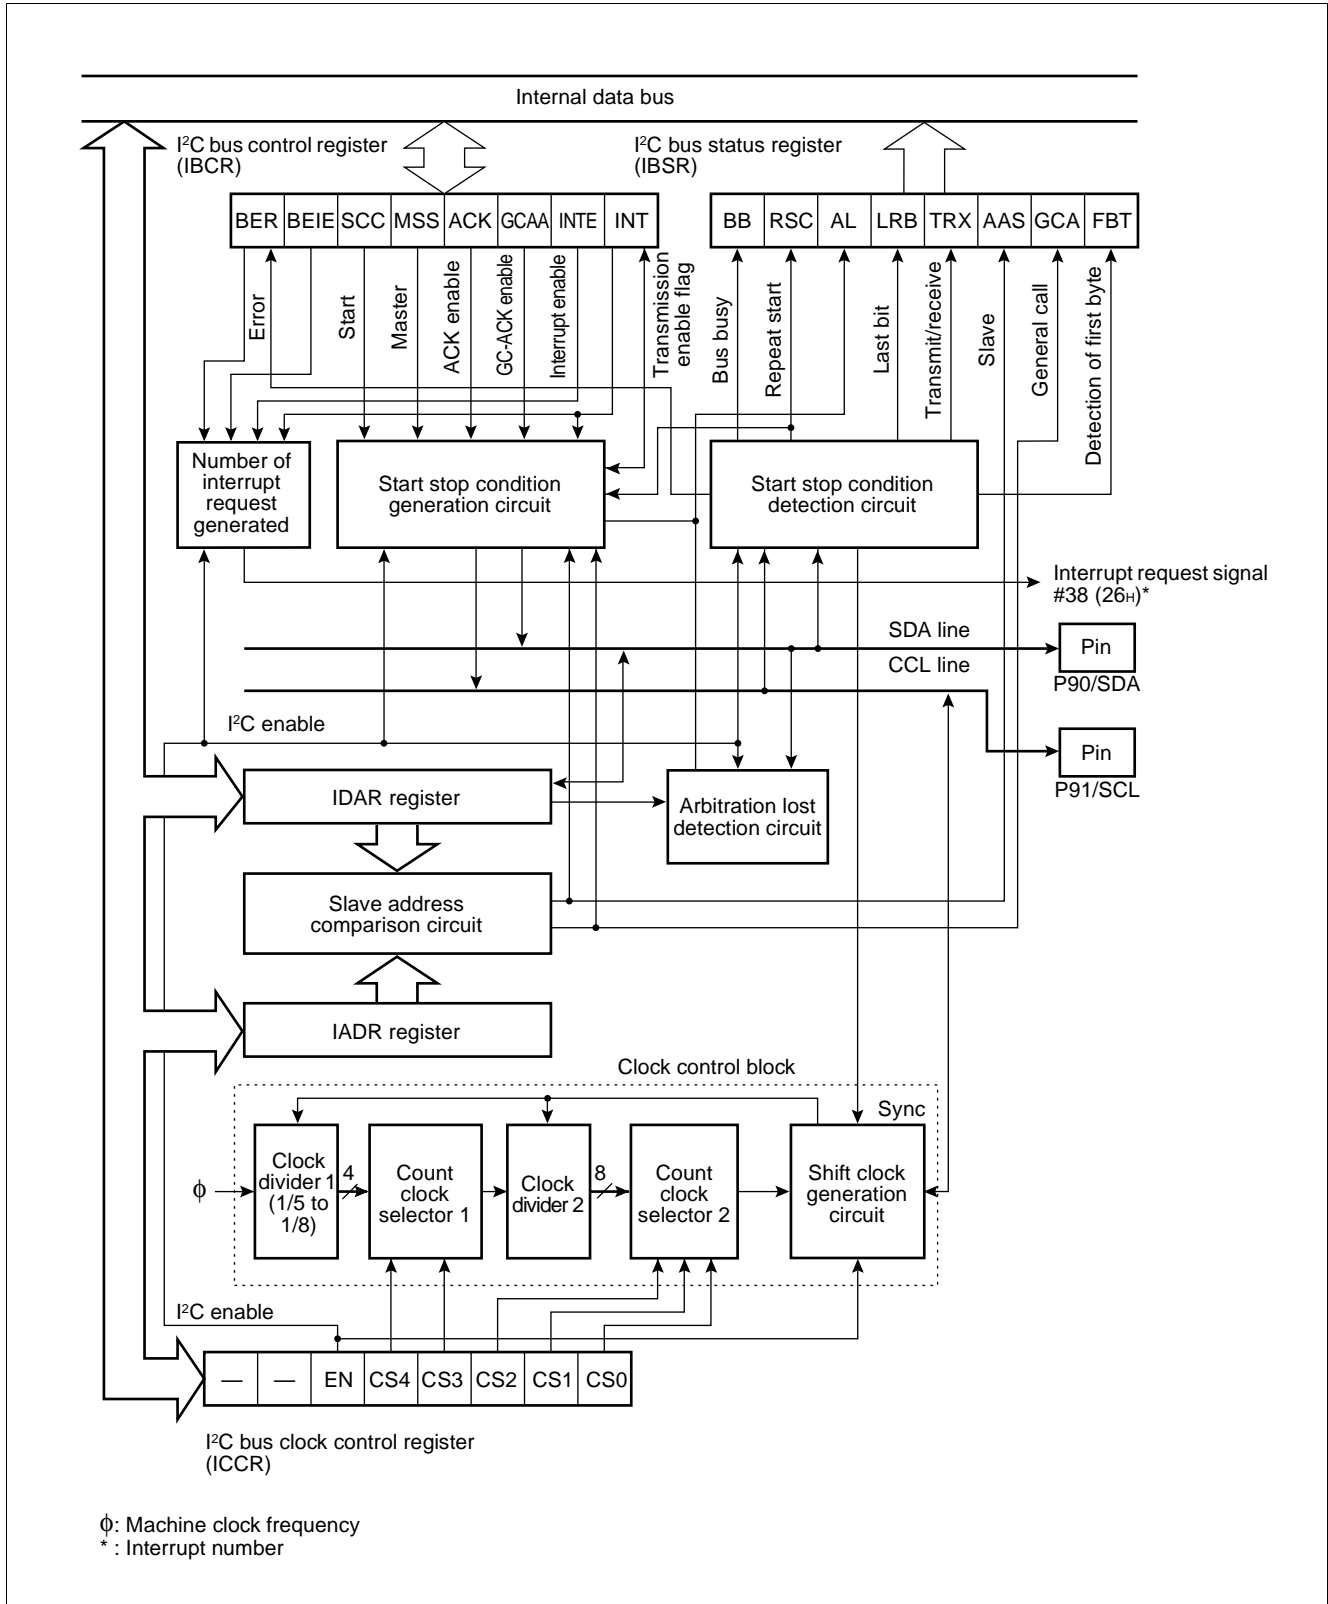 Internal data bus
I²C bus control register
(IBCR)
I²C bus status register
(IBSR)
BER BEIE SCC MSS ACK GCAA INTE INT
BB RSC AL LRB TRX AAS GCA FBT
Error
Start
Master
ACK enable
GC-ACK enable
Interrupt enable
Transmission
enable flag
Bus busy
Repeat start
Last bit
Transmit/receive
Slave
General call
Detection of first byte
Number of
interrupt
request
generated
Start stop condition
generation circuit
Start stop condition
detection circuit
Interrupt request signal
#38 (26H)*
SDA line
Pin
P90/SDA
CCL line
I²C enable
Pin
P91/SCL
IDAR register
Arbitration lost
detection circuit
Slave address
comparison circuit
IADR register
Clock control block
Sync
ϕ
Clock
divider 1
(1/5 to
1/8)
4
Count
clock
selector 1
Clock
divider 2
8
Count
clock
selector 2
Shift clock
generation
circuit
I²C enable
— — EN CS4 CS3 CS2 CS1 CS0
I²C bus clock control register
(ICCR)
ϕ: Machine clock frequency
* : Interrupt number